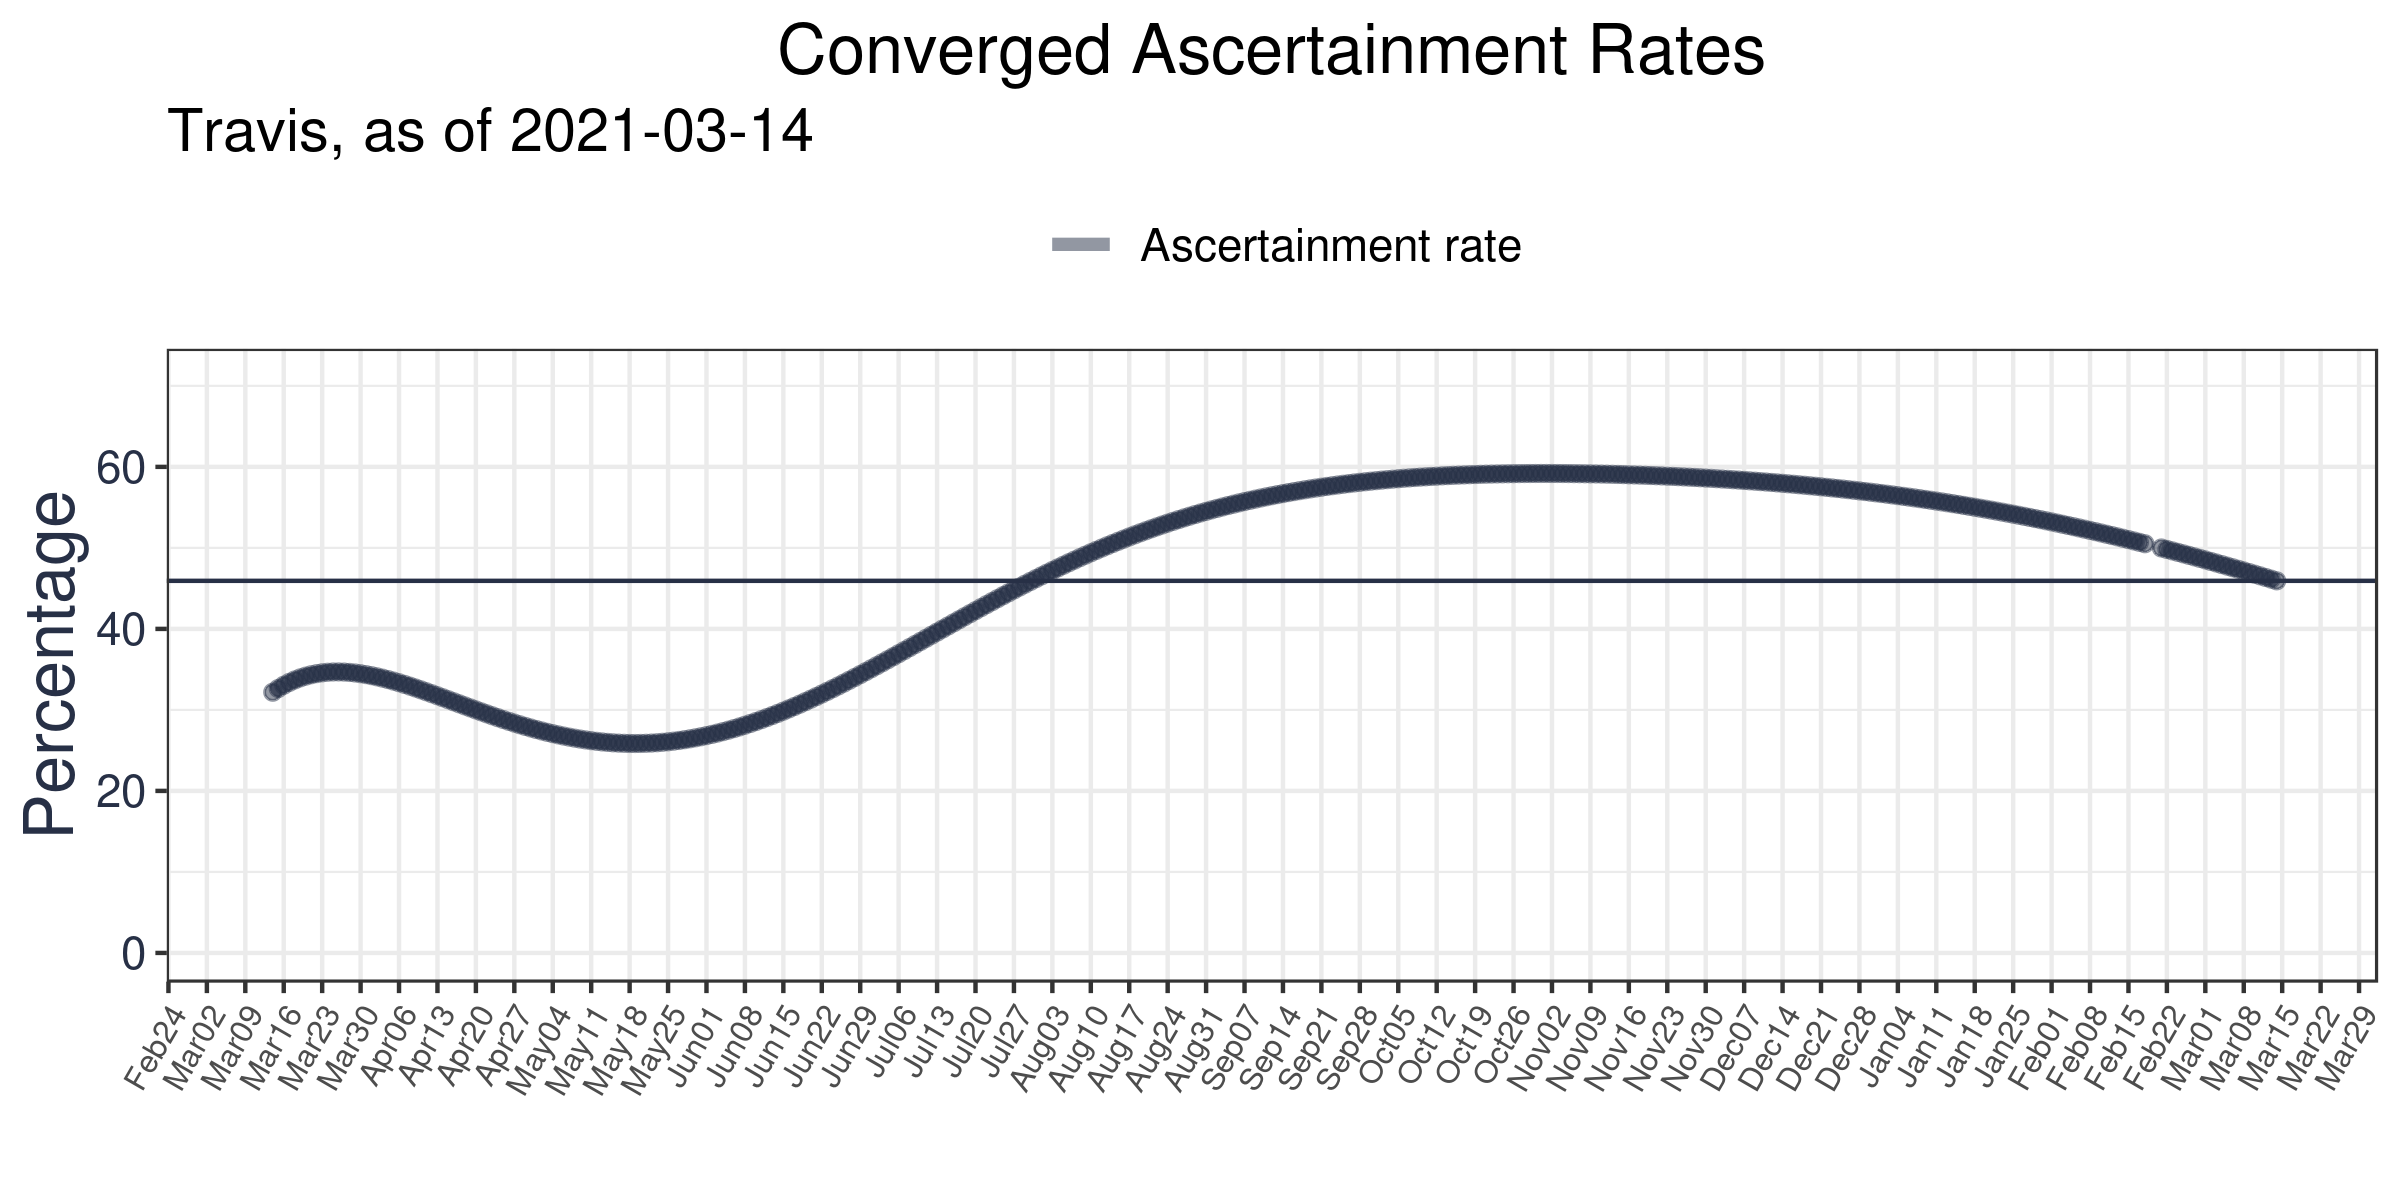 Converged Ascertainment Rates
Travis, as of 2021-03-14
Ascertainment rate
Percentage
60
40
20
0
Feb24 Mar02 Mar09 Mar16 Mar23 Mar30 Apr06 Apr13 Apr20 Apr27 May04 May11 May18 May25 Jun01 Jun08 Jun15 Jun22 Jun29 Jul06 Jul13 Jul20 Jul27 Aug03 Aug10 Aug17 Aug24 Aug31 Sep07 Sep14 Sep21 Sep28 Oct05 Oct12 Oct19 Oct26 Nov02 Nov09 Nov16 Nov23 Nov30 Dec07 Dec14 Dec21 Dec28 Jan04 Jan11 Jan18 Jan25 Feb01 Feb08 Feb15 Feb22 Mar01 Mar08 Mar15 Mar22 Mar29